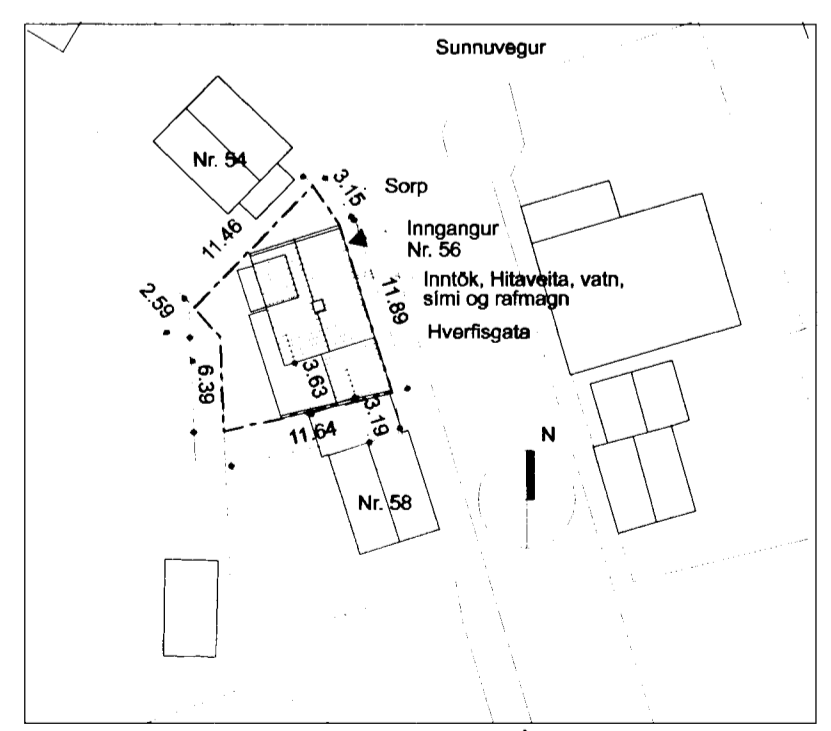 Sunnuvegur
Nr. 54
3.15
Sorp
11.46
Inngangur
Nr. 56
Inntök, Hitaveita, vatn,
sími og rafmagn
2.59
11.89
Hverfisgata
6.39
3.63
3.19
11.64
N
Nr. 58